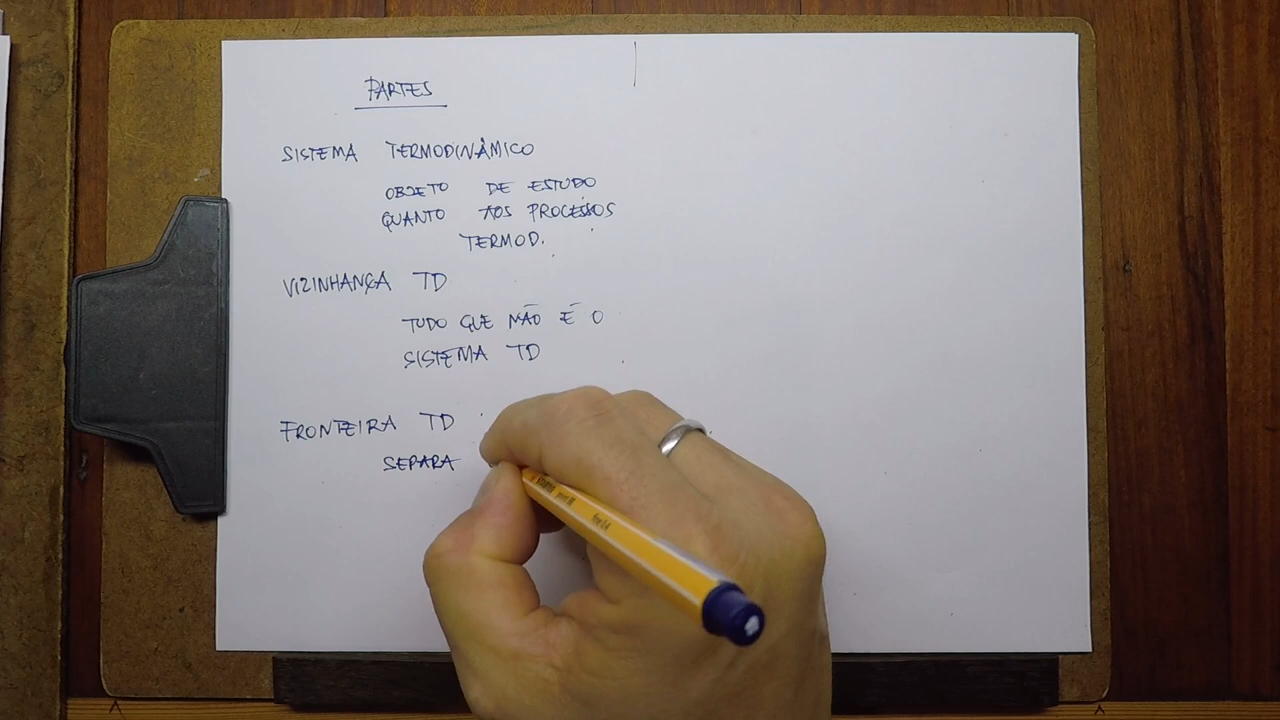 PARTES
SISTEMA TERMODINÂMICO
OBJETO DE ESTUDO
QUANTO AOS PROCESSOS
TERMOD.
VIZINHANÇA TD
TUDO QUE NÃO É O
SISTEMA TD
FRONTEIRA TD
SEPARA